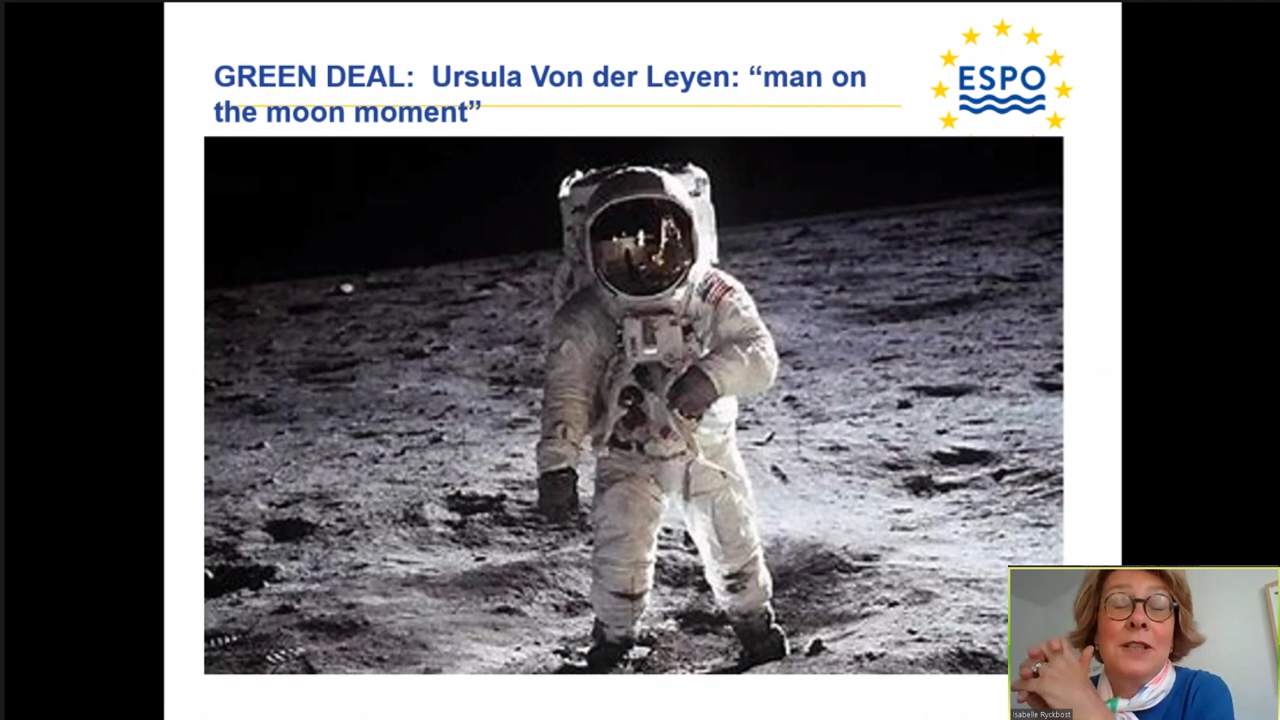 GREEN DEAL:  Ursula Von der Leyen: “man on
the moon moment”
ESPO
Isabelle Ryckbost